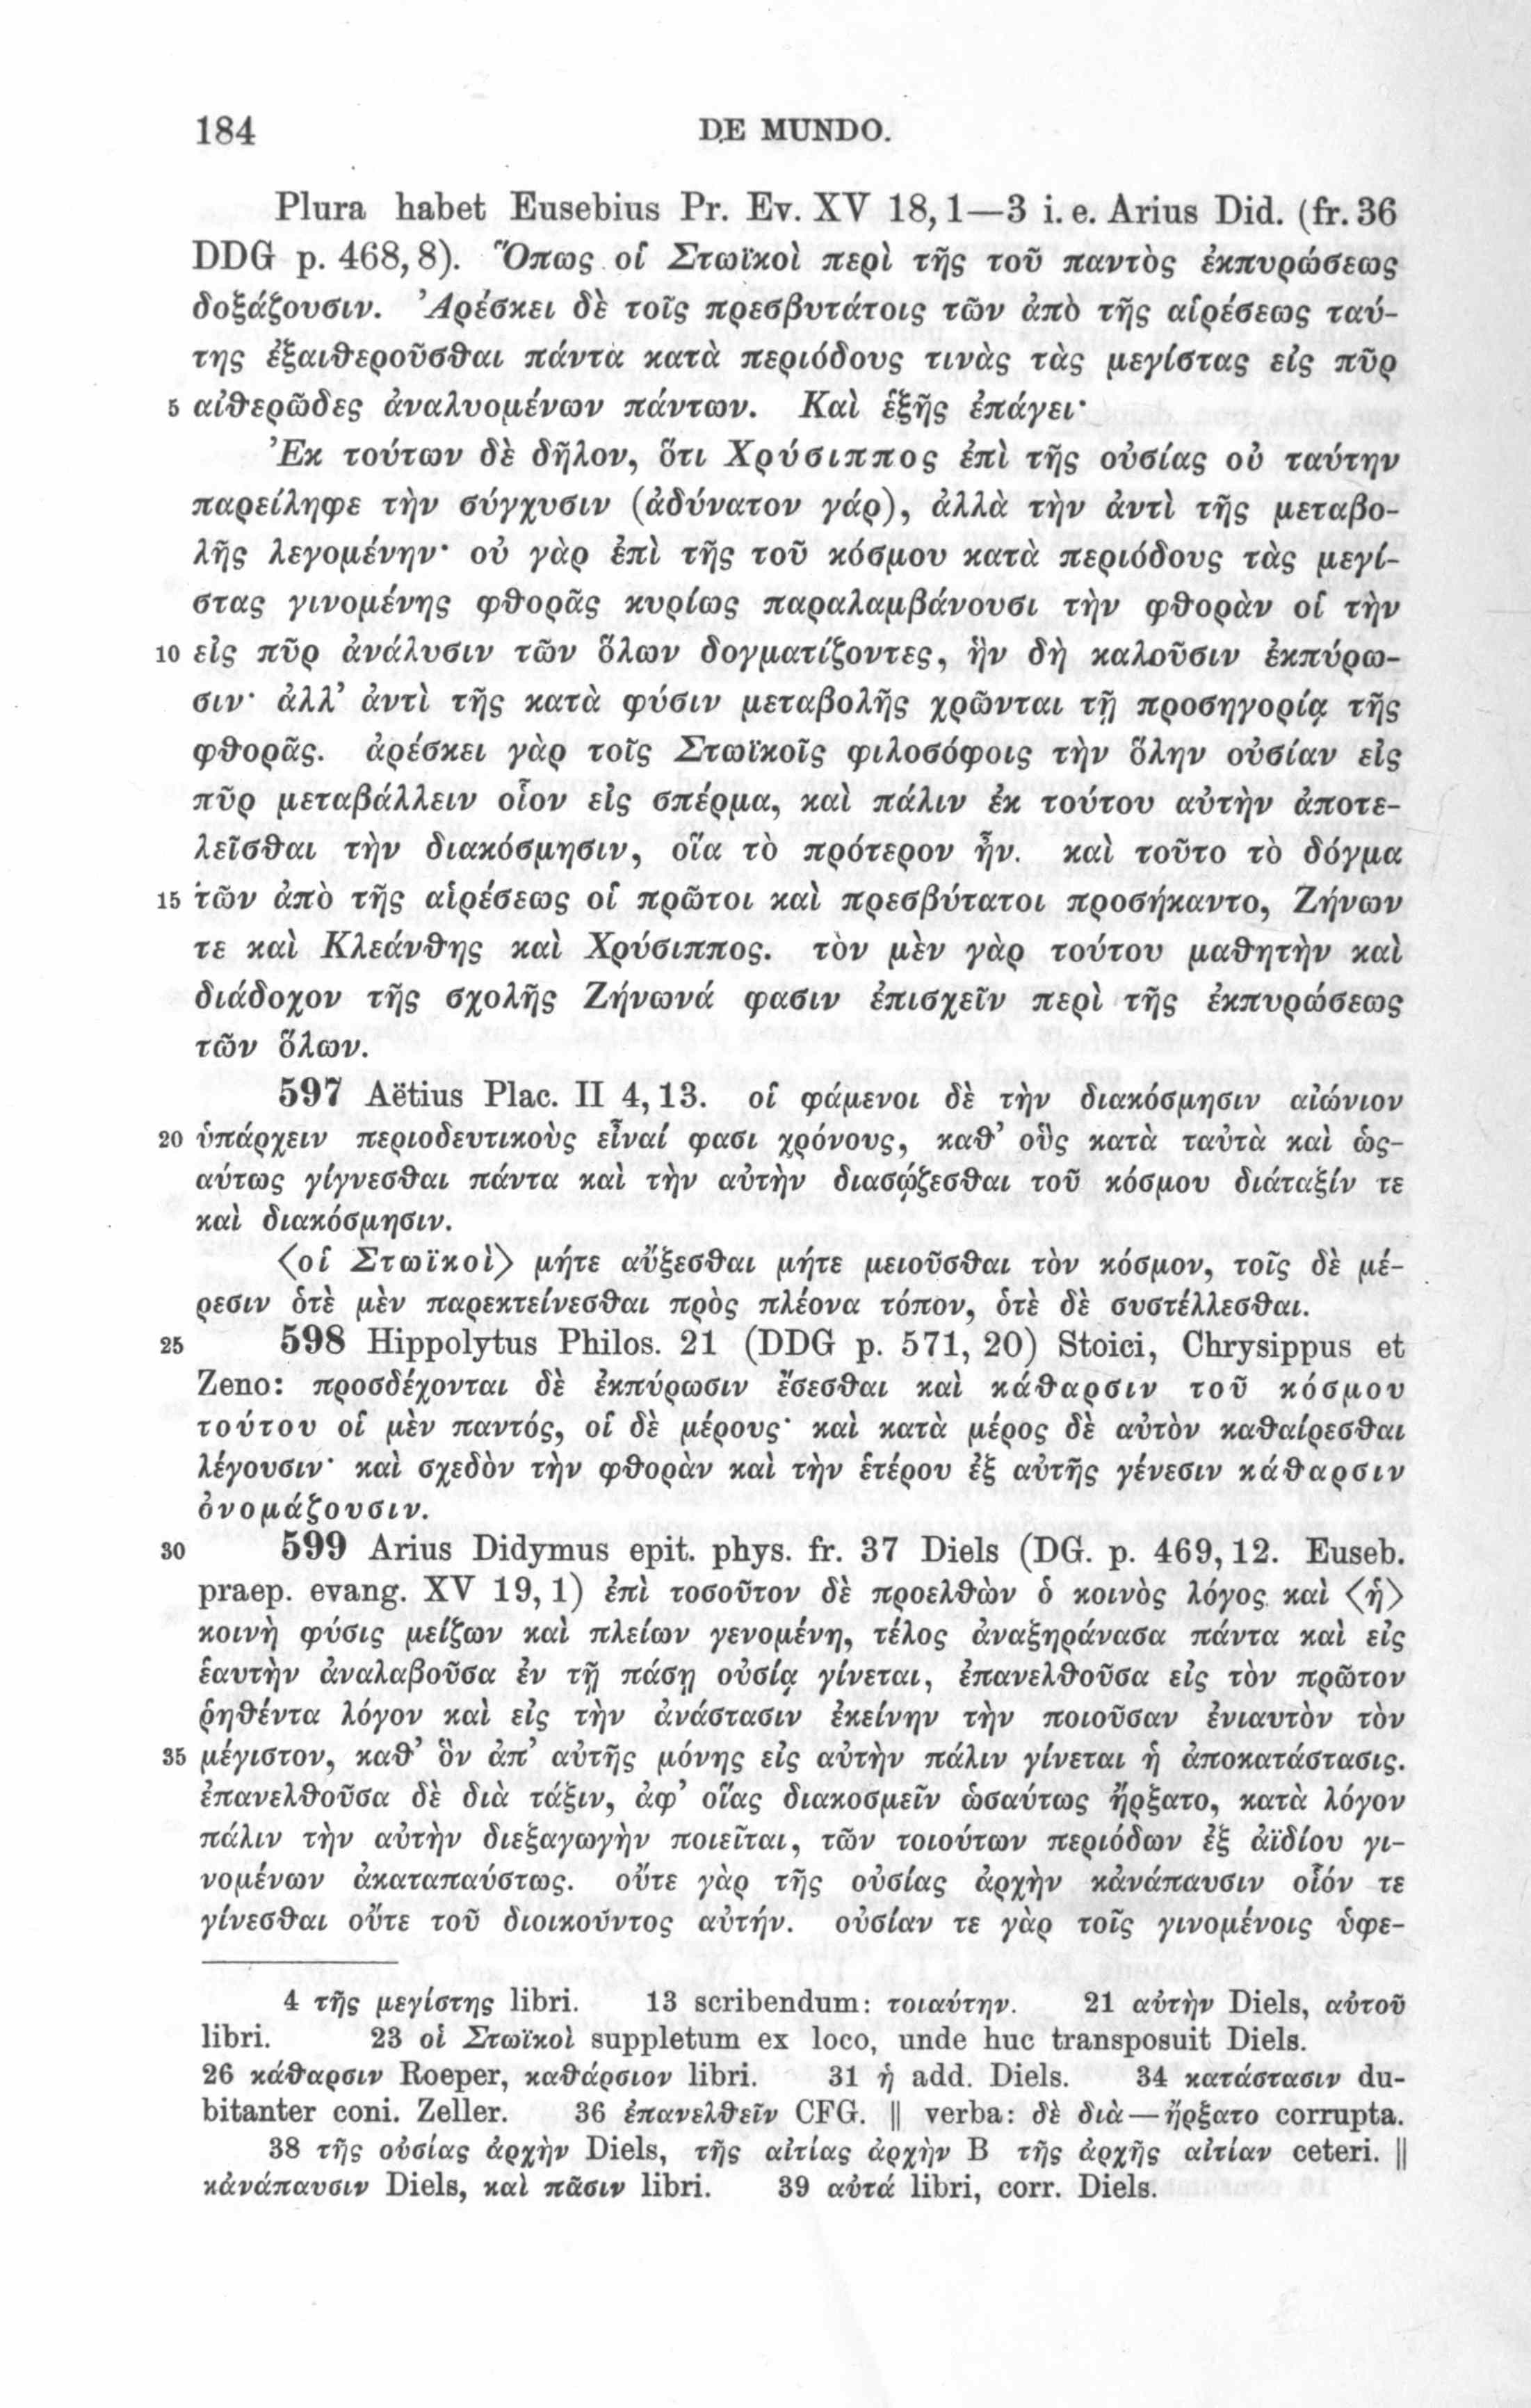 184 DE MUNDO.
Plura habet Eusebius Pr. Ev. XV 18,1—3 i. e. Arius Did. (fr. 36
DDG p. 468, 8). Ὅπως οἱ Στωϊκοὶ περὶ τῆς τοῦ παντὸς ἐκπυρώσεως
δοξάζουσιν. Ἀρέσκει δὲ τοῖς πρεσβυτάτοις τῶν ἀπὸ τῆς αἱρέσεως ταύ-
της ἐξαιθεροῦσθαι πάντα κατὰ περιόδους τινὰς τὰς μεγίστας εἰς πῦρ
5 αἰθερῶδες ἀναλυομένων πάντων. Καὶ ἑξῆς ἐπάγει·
Ἐκ τούτων δὲ δῆλον, ὅτι Χρύσιππος ἐπὶ τῆς οὐσίας οὐ ταύτην
παρείληφε τὴν σύγχυσιν (ἀδύνατον γάρ), ἀλλὰ τὴν ἀντὶ τῆς μεταβο-
λῆς λεγομένην· οὐ γὰρ ἐπὶ τῆς τοῦ κόσμου κατὰ περιόδους τὰς μεγί-
στας γινομένης φθορᾶς κυρίως παραλαμβάνουσι τὴν φθορὰν οἱ τὴν
10 εἰς πῦρ ἀνάλυσιν τῶν ὅλων δογματίζοντες, ἣν δὴ καλοῦσιν ἐκπύρω-
σιν· ἀλλ’ ἀντὶ τῆς κατὰ φύσιν μεταβολῆς χρῶνται τῇ προσηγορίᾳ τῆς
φθορᾶς. ἀρέσκει γὰρ τοῖς Στωϊκοῖς φιλοσόφοις τὴν ὅλην οὐσίαν εἰς
πῦρ μεταβάλλειν οἷον εἰς σπέρμα, καὶ πάλιν ἐκ τούτου αὐτὴν ἀποτε-
λεῖσθαι τὴν διακόσμησιν, οἵα τὸ πρότερον ἦν. καὶ τοῦτο τὸ δόγμα
15 τῶν ἀπὸ τῆς αἱρέσεως οἱ πρῶτοι καὶ πρεσβύτατοι προσήκαντο, Ζήνων
τε καὶ Κλεάνθης καὶ Χρύσιππος. τὸν μὲν γὰρ τούτου μαθητὴν καὶ
διάδοχον τῆς σχολῆς Ζήνωνά φασιν ἐπισχεῖν περὶ τῆς ἐκπυρώσεως
τῶν ὅλων.
597 Aëtius Plac. II 4, 13. οἱ φάμενοι δὲ τὴν διακόσμησιν αἰώνιον
20 ὑπάρχειν περιοδευτικοὺς εἶναί φασι χρόνους, καθ’ οὓς κατὰ ταὐτὰ καὶ ὡς-
αύτως γίγνεσθαι πάντα καὶ τὴν αὐτὴν διασῴζεσθαι τοῦ κόσμου διάταξίν τε
καὶ διακόσμησιν.
⟨οἱ Στωϊκοὶ⟩ μήτε αὔξεσθαι μήτε μειοῦσθαι τὸν κόσμον, τοῖς δὲ μέ-
ρεσιν ὁτὲ μὲν παρεκτείνεσθαι πρὸς πλέονα τόπον, ὁτὲ δὲ συστέλλεσθαι.
25 598 Hippolytus Philos. 21 (DDG p. 571, 20) Stoici, Chrysippus et
Zeno: προσδέχονται δὲ ἐκπύρωσιν ἔσεσθαι καὶ κάθαρσιν τοῦ κόσμου
τούτου οἱ μὲν παντός, οἱ δὲ μέρους· καὶ κατὰ μέρος δὲ αὐτὸν καθαίρεσθαι
λέγουσιν· καὶ σχεδὸν τὴν φθορὰν καὶ τὴν ἑτέρου ἐξ αὐτῆς γένεσιν κάθαρσιν
ὀνομάζουσιν.
30 599 Arius Didymus epit. phys. fr. 37 Diels (DG. p. 469, 12. Euseb.
praep. evang. XV 19, 1) ἐπὶ τοσοῦτον δὲ προελθὼν ὁ κοινὸς λόγος καὶ ⟨ἡ⟩
κοινὴ φύσις μείζων καὶ πλείων γενομένη, τέλος ἀναξηράνασα πάντα καὶ εἰς
ἑαυτὴν ἀναλαβοῦσα ἐν τῇ πάσῃ οὐσίᾳ γίνεται, ἐπανελθοῦσα εἰς τὸν πρῶτον
ῥηθέντα λόγον καὶ εἰς τὴν ἀνάστασιν ἐκείνην τὴν ποιοῦσαν ἐνιαυτὸν τὸν
35 μέγιστον, καθ’ ὃν ἀπ’ αὐτῆς μόνης εἰς αὑτὴν πάλιν γίνεται ἡ ἀποκατάστασις.
ἐπανελθοῦσα δὲ διὰ τάξιν, ἀφ’ οἵας διακοσμεῖν ὡσαύτως ἤρξατο, κατὰ λόγον
πάλιν τὴν αὐτὴν διεξαγωγὴν ποιεῖται, τῶν τοιούτων περιόδων ἐξ ἀϊδίου γι-
νομένων ἀκαταπαύστως. οὔτε γὰρ τῆς οὐσίας ἀρχὴν κἀνάπαυσιν οἷόν τε
γίνεσθαι οὔτε τοῦ διοικοῦντος αὐτήν. οὐσίαν τε γὰρ τοῖς γινομένοις ὑφε-
4 τῆς μεγίστης libri. 13 scribendum: τοιαύτην. 21 αὐτὴν Diels, αὐτοῦ
libri. 23 οἱ Στωϊκοὶ suppletum ex loco, unde huc transposuit Diels.
26 κάθαρσιν Roeper, καθάρσιον libri. 31 ἡ add. Diels. 34 κατάστασιν du-
bitanter coni. Zeller. 36 ἐπανελθεῖν CFG. || verba: δὲ διὰ—ἤρξατο corrupta.
38 τῆς οὐσίας ἀρχὴν Diels, τῆς αἰτίας ἀρχὴν B τῆς ἀρχῆς αἰτίαν ceteri. ||
κἀνάπαυσιν Diels, καὶ πᾶσιν libri. 39 αὐτά libri, corr. Diels.